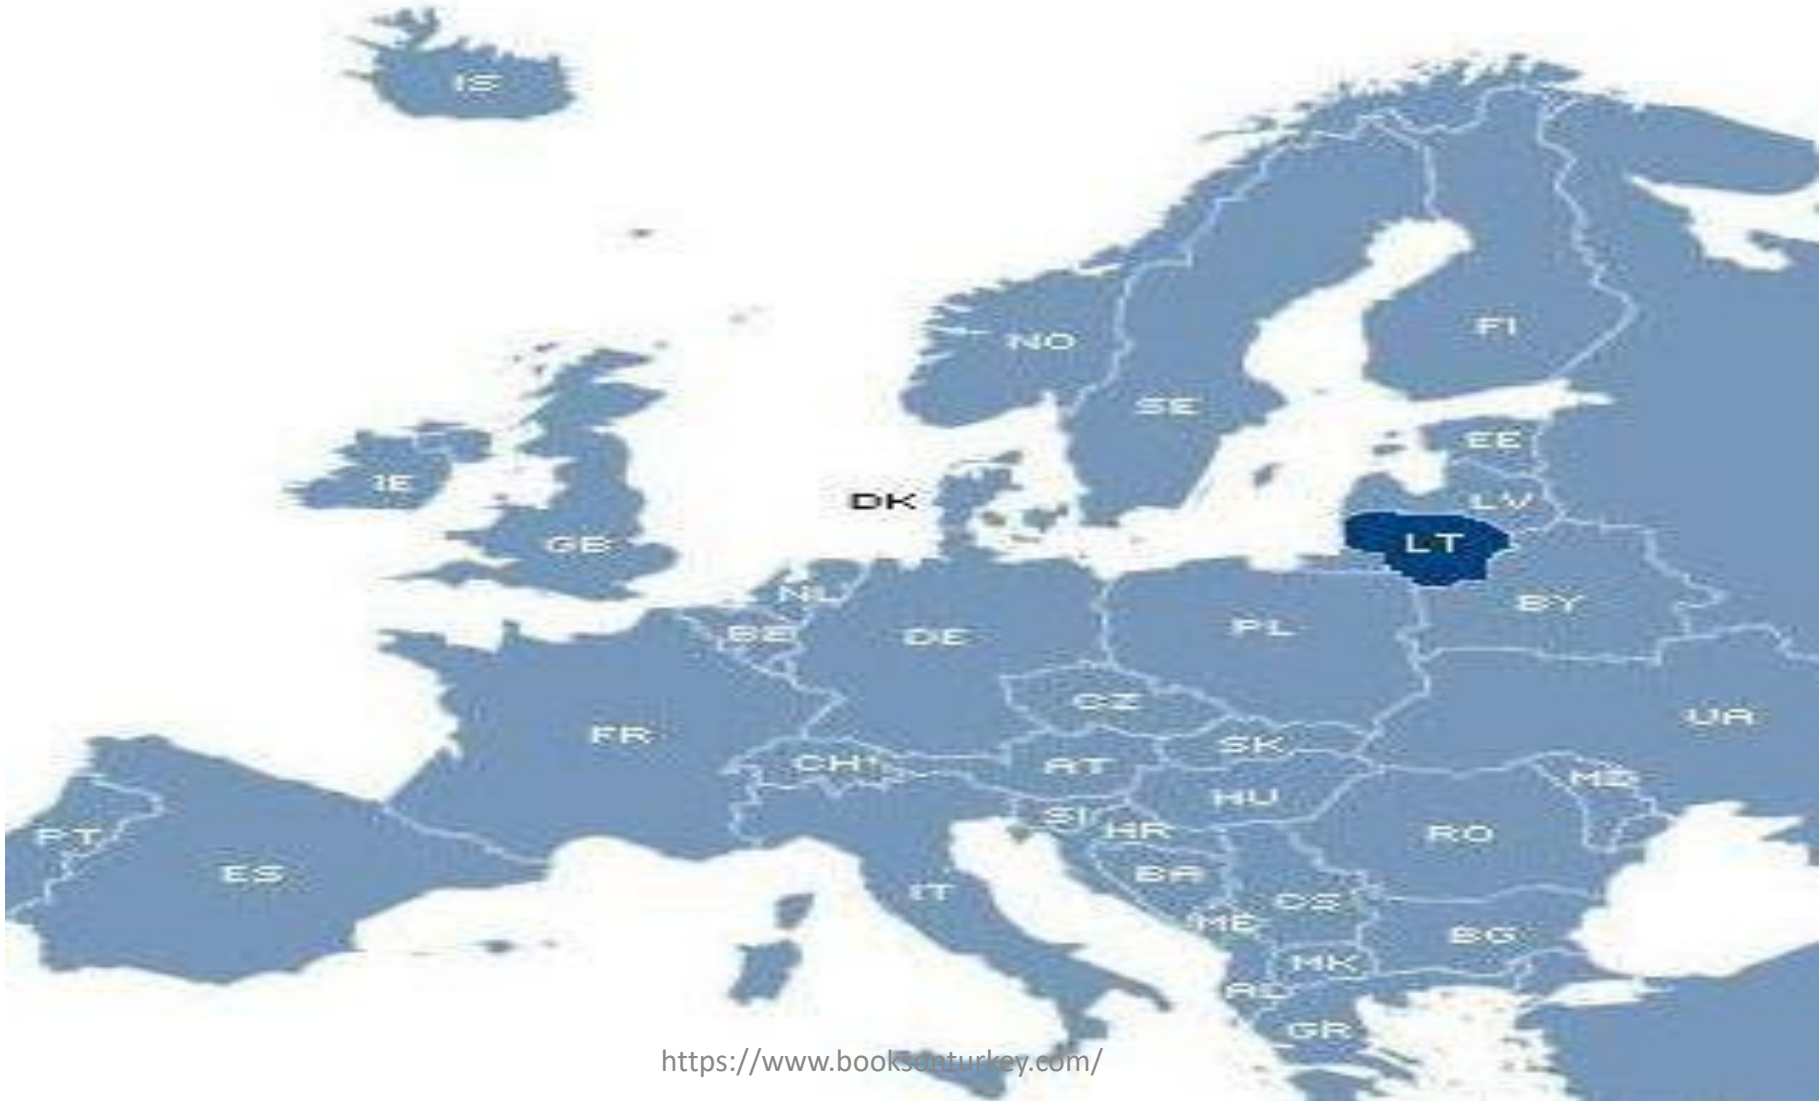 IS
NO
FI
SE
EE
IE
DK
LV
GB
LT
NL
BY
BE
DE
PL
CZ
UA
FR
SK
CH
AT
MD
HU
SI
HR
PT
RO
ES
BA
IT
CS
ME
BG
MK
AL
GR
https://www.booksonturkey.com/